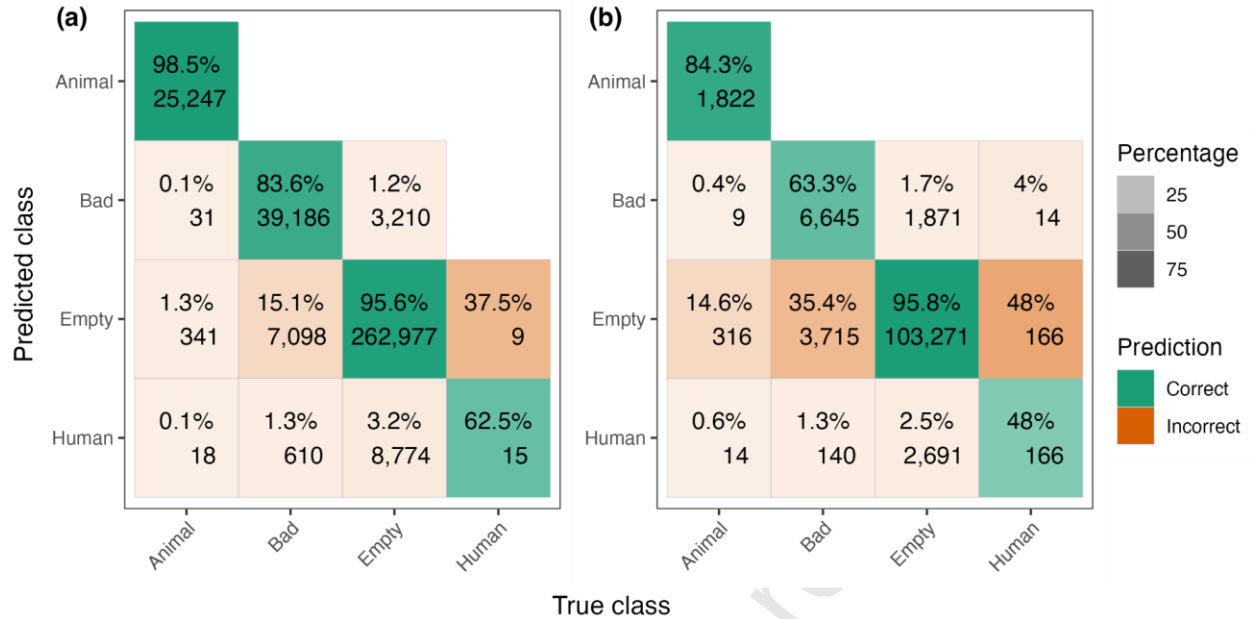 (a)
(b)
Predicted class
Animal
Bad
Empty
Human
98.5%
25,247
0.1%
31
83.6%
39,186
1.2%
3,210
1.3%
341
15.1%
7,098
95.6%
262,977
37.5%
9
0.1%
18
1.3%
610
3.2%
8,774
62.5%
15
Animal
Bad
Empty
Human
84.3%
1,822
0.4%
9
63.3%
6,645
1.7%
1,871
4%
14
14.6%
316
35.4%
3,715
95.8%
103,271
48%
166
0.6%
14
1.3%
140
2.5%
2,691
48%
166
Animal
Bad
Empty
Human
True class
Percentage
25
50
75
Prediction
Correct
Incorrect